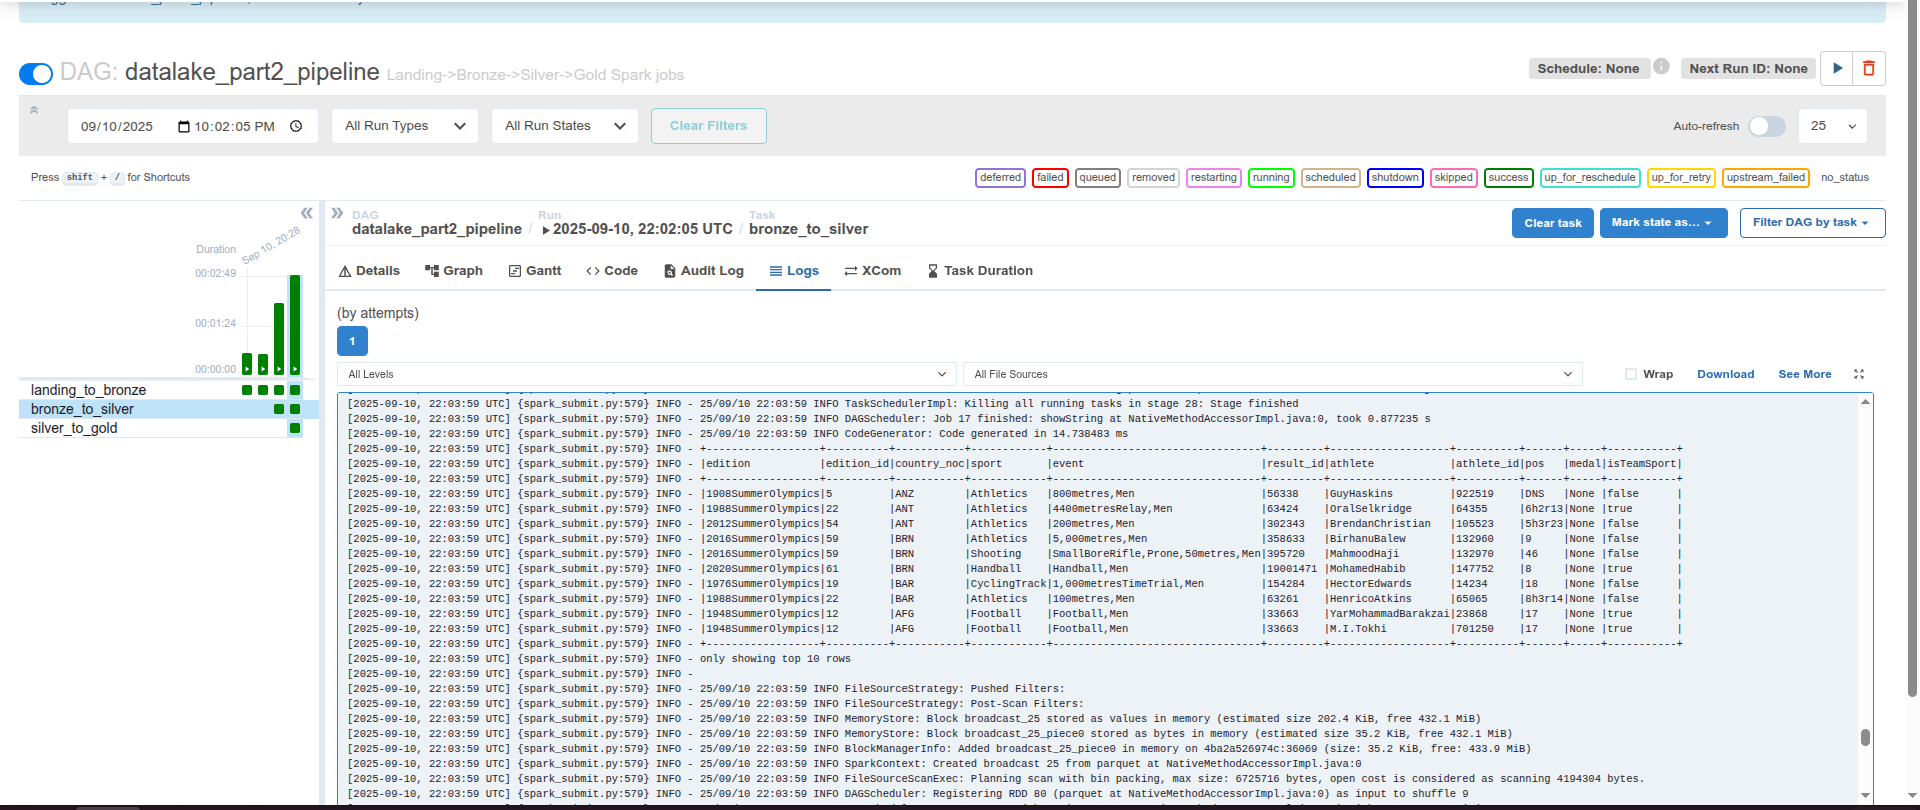 DAG: datalake_part2_pipeline Landing->Bronze->Silver->Gold Spark jobs
Schedule: None
Next Run ID: None
09/10/2025 10:02:05 PM
All Run Types
All Run States
Clear Filters
Auto-refresh
25
Press shift + / for Shortcuts
deferred failed queued removed restarting running scheduled shutdown skipped success up_for_reschedule up_for_retry upstream_failed no_status
Sep 10, 20:28
Duration
00:02:49
00:01:24
00:00:00
landing_to_bronze
bronze_to_silver
silver_to_gold
DAG Run Task
datalake_part2_pipeline / 2025-09-10, 22:02:05 UTC / bronze_to_silver
Clear task
Mark state as...
Filter DAG by task
Details Graph Gantt Code Audit Log Logs XCom Task Duration
(by attempts)
1
All Levels
All File Sources
Wrap Download See More
[2025-09-10, 22:03:59 UTC] {spark_submit.py:579} INFO - 25/09/10 22:03:59 INFO TaskSchedulerImpl: Killing all running tasks in stage 28: Stage finished
[2025-09-10, 22:03:59 UTC] {spark_submit.py:579} INFO - 25/09/10 22:03:59 INFO DAGScheduler: Job 17 finished: showString at NativeMethodAccessorImpl.java:0, took 0.877235 s
[2025-09-10, 22:03:59 UTC] {spark_submit.py:579} INFO - 25/09/10 22:03:59 INFO CodeGenerator: Code generated in 14.738483 ms
[2025-09-10, 22:03:59 UTC] {spark_submit.py:579} INFO - +------------------+----------+-----------+------------+---------------------------------+---------+-------------------+----------+------+-----+-----------+
[2025-09-10, 22:03:59 UTC] {spark_submit.py:579} INFO - |edition           |edition_id|country_noc|sport       |event                            |result_id|athlete            |athlete_id|pos   |medal|isTeamSport|
[2025-09-10, 22:03:59 UTC] {spark_submit.py:579} INFO - +------------------+----------+-----------+------------+---------------------------------+---------+-------------------+----------+------+-----+-----------+
[2025-09-10, 22:03:59 UTC] {spark_submit.py:579} INFO - |1908SummerOlympics|5         |ANZ        |Athletics   |800metres,Men                    |56338    |GuyHaskins         |922519    |DNS   |None |false      |
[2025-09-10, 22:03:59 UTC] {spark_submit.py:579} INFO - |1988SummerOlympics|22        |ANT        |Athletics   |4400metresRelay,Men              |63424    |OralSelkridge      |64355     |6h2r13|None |true       |
[2025-09-10, 22:03:59 UTC] {spark_submit.py:579} INFO - |2012SummerOlympics|54        |ANT        |Athletics   |200metres,Men                    |302343   |BrendanChristian   |105523    |5h3r23|None |false      |
[2025-09-10, 22:03:59 UTC] {spark_submit.py:579} INFO - |2016SummerOlympics|59        |BRN        |Athletics   |5,000metres,Men                  |358633   |BirhanuBalew       |132960    |9     |None |false      |
[2025-09-10, 22:03:59 UTC] {spark_submit.py:579} INFO - |2016SummerOlympics|59        |BRN        |Shooting    |SmallBoreRifle,Prone,50metres,Men|395720   |MahmoodHaji        |132970    |46    |None |false      |
[2025-09-10, 22:03:59 UTC] {spark_submit.py:579} INFO - |2020SummerOlympics|61        |BRN        |Handball    |Handball,Men                     |19001471 |MohamedHabib       |147752    |8     |None |true       |
[2025-09-10, 22:03:59 UTC] {spark_submit.py:579} INFO - |1976SummerOlympics|19        |BAR        |CyclingTrack|1,000metresTimeTrial,Men         |154284   |HectorEdwards      |14234     |18    |None |false      |
[2025-09-10, 22:03:59 UTC] {spark_submit.py:579} INFO - |1988SummerOlympics|22        |BAR        |Athletics   |100metres,Men                    |63261    |HenricoAtkins      |65065     |8h3r14|None |false      |
[2025-09-10, 22:03:59 UTC] {spark_submit.py:579} INFO - |1948SummerOlympics|12        |AFG        |Football    |Football,Men                     |33663    |YarMohammadBarakzai|23868     |17    |None |true       |
[2025-09-10, 22:03:59 UTC] {spark_submit.py:579} INFO - |1948SummerOlympics|12        |AFG        |Football    |Football,Men                     |33663    |M.I.Tokhi          |701250    |17    |None |true       |
[2025-09-10, 22:03:59 UTC] {spark_submit.py:579} INFO - +------------------+----------+-----------+------------+---------------------------------+---------+-------------------+----------+------+-----+-----------+
[2025-09-10, 22:03:59 UTC] {spark_submit.py:579} INFO - only showing top 10 rows
[2025-09-10, 22:03:59 UTC] {spark_submit.py:579} INFO -
[2025-09-10, 22:03:59 UTC] {spark_submit.py:579} INFO - 25/09/10 22:03:59 INFO FileSourceStrategy: Pushed Filters:
[2025-09-10, 22:03:59 UTC] {spark_submit.py:579} INFO - 25/09/10 22:03:59 INFO FileSourceStrategy: Post-Scan Filters:
[2025-09-10, 22:03:59 UTC] {spark_submit.py:579} INFO - 25/09/10 22:03:59 INFO MemoryStore: Block broadcast_25 stored as values in memory (estimated size 202.4 KiB, free 432.1 MiB)
[2025-09-10, 22:03:59 UTC] {spark_submit.py:579} INFO - 25/09/10 22:03:59 INFO MemoryStore: Block broadcast_25_piece0 stored as bytes in memory (estimated size 35.2 KiB, free 432.1 MiB)
[2025-09-10, 22:03:59 UTC] {spark_submit.py:579} INFO - 25/09/10 22:03:59 INFO BlockManagerInfo: Added broadcast_25_piece0 in memory on 4ba2a526974c:36069 (size: 35.2 KiB, free: 433.9 MiB)
[2025-09-10, 22:03:59 UTC] {spark_submit.py:579} INFO - 25/09/10 22:03:59 INFO SparkContext: Created broadcast 25 from parquet at NativeMethodAccessorImpl.java:0
[2025-09-10, 22:03:59 UTC] {spark_submit.py:579} INFO - 25/09/10 22:03:59 INFO FileSourceScanExec: Planning scan with bin packing, max size: 6725716 bytes, open cost is considered as scanning 4194304 bytes.
[2025-09-10, 22:03:59 UTC] {spark_submit.py:579} INFO - 25/09/10 22:03:59 INFO DAGScheduler: Registering RDD 80 (parquet at NativeMethodAccessorImpl.java:0) as input to shuffle 9